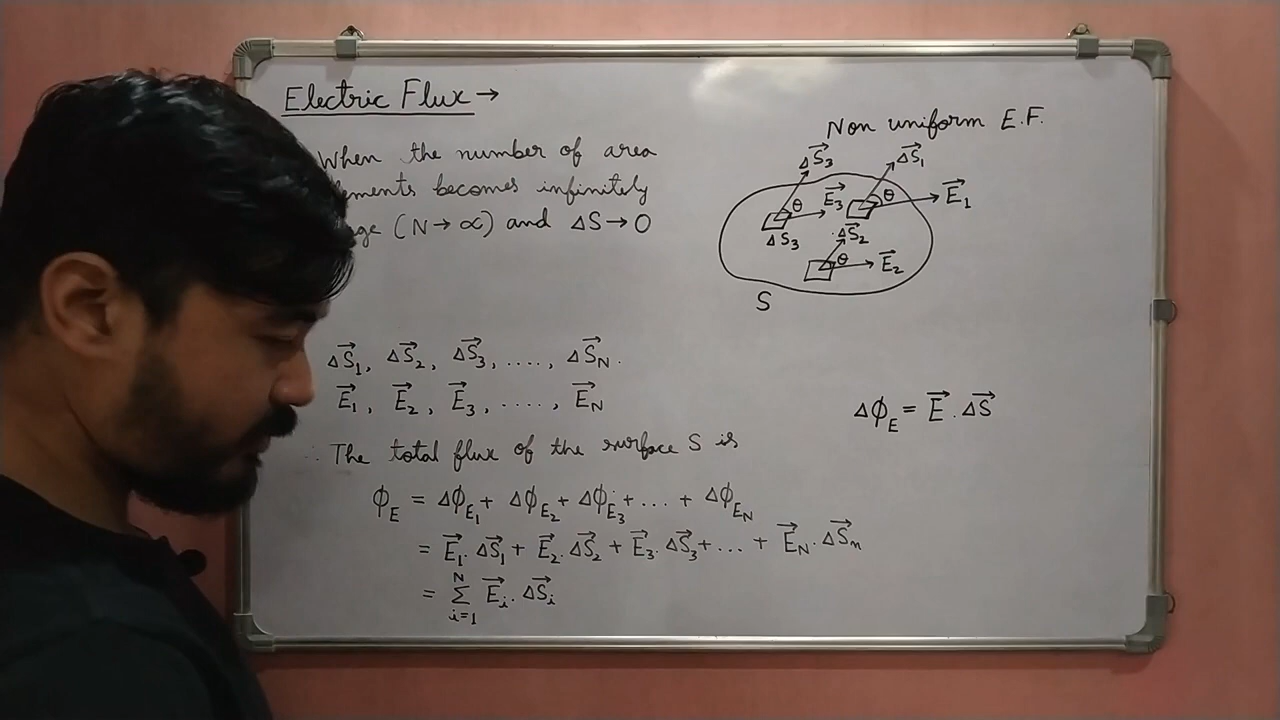 Electric Flux →
When the number of area
becomes infinitely
(N → ∝) and ΔS → 0
Non uniform E.F.
ΔS⃗3 ΔS⃗1
θ E⃗3 θ E⃗1
ΔS3 ΔS⃗2
θ E⃗2
S
ΔS⃗1, ΔS⃗2, ΔS⃗3, ....., ΔS⃗N.
E⃗1, E⃗2, E⃗3, ....., E⃗N
ΔϕE = E⃗ . ΔS⃗
∴ The total flux of the surface S is
ϕE = ΔϕE1 + ΔϕE2 + ΔϕE3 + ... + ΔϕEN
= E⃗1. ΔS⃗1 + E⃗2. ΔS⃗2 + E⃗3. ΔS⃗3 + ... + E⃗N. ΔS⃗n
= N Σ i=1 E⃗i. ΔS⃗i